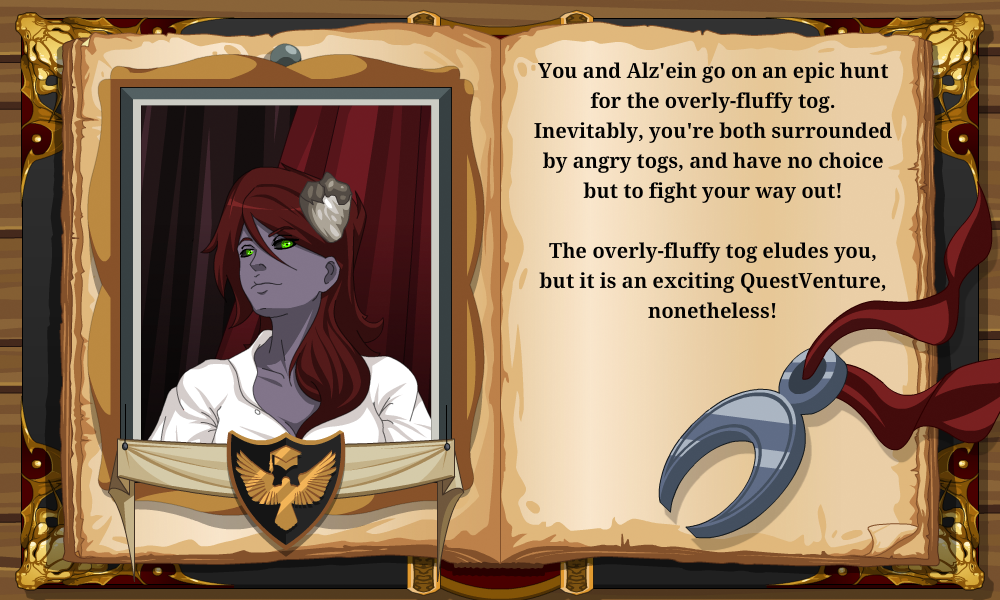 You and Alz'ein go on an epic hunt
for the overly-fluffy tog.
Inevitably, you're both surrounded
by angry togs, and have no choice
but to fight your way out!
The overly-fluffy tog eludes you,
but it is an exciting QuestVenture,
nonetheless!